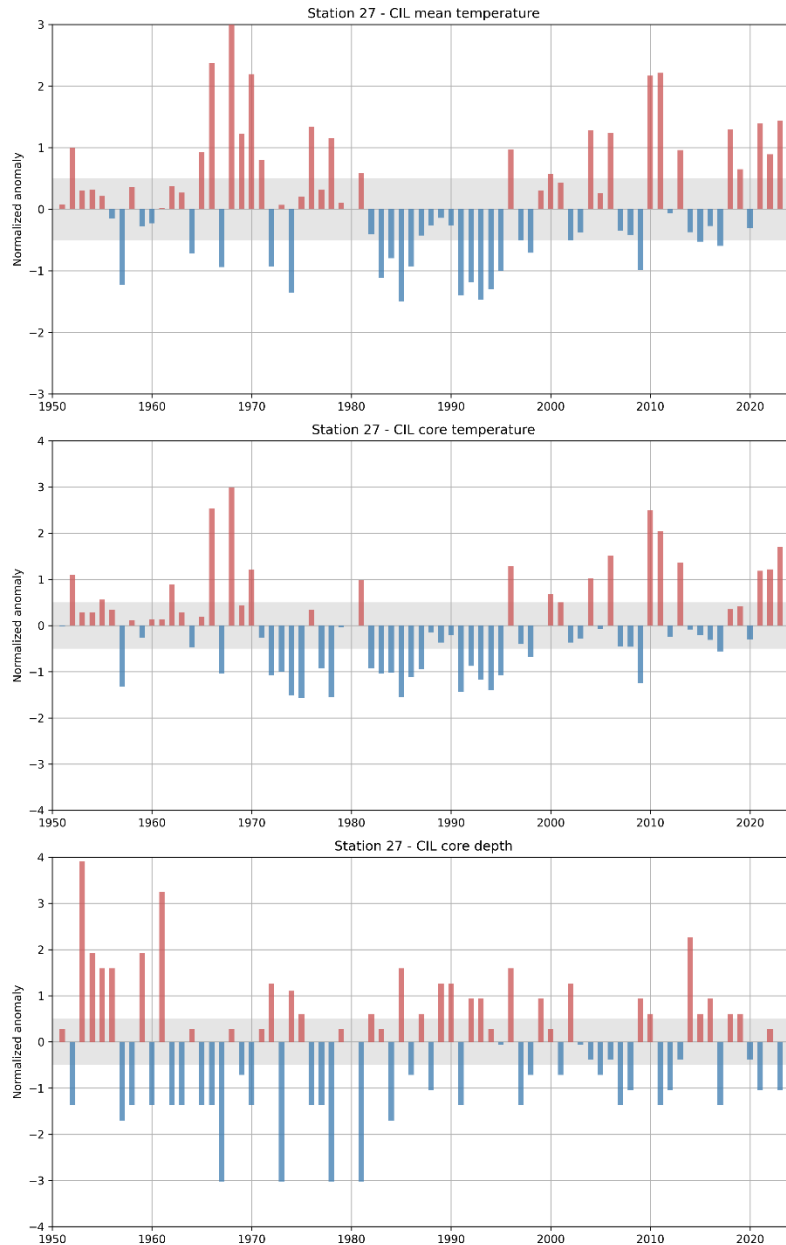 Station 27 - CIL mean temperature
3
2
1
0
−1
−2
−3
Normalized anomaly
1950 1960 1970 1980 1990 2000 2010 2020
Station 27 - CIL core temperature
4
3
2
1
0
−1
−2
−3
−4
Normalized anomaly
1950 1960 1970 1980 1990 2000 2010 2020
Station 27 - CIL core depth
4
3
2
1
0
−1
−2
−3
−4
Normalized anomaly
1950 1960 1970 1980 1990 2000 2010 2020